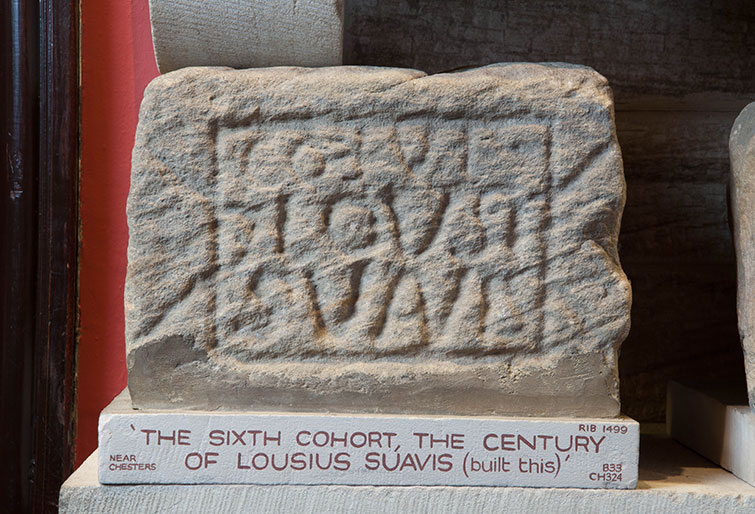 COH VI
LOVSI
SVAVIS
RIB 1499
'THE SIXTH COHORT, THE CENTURY
OF LOUSIUS SUAVIS (built this)'
NEAR
CHESTERS
B33
CH324